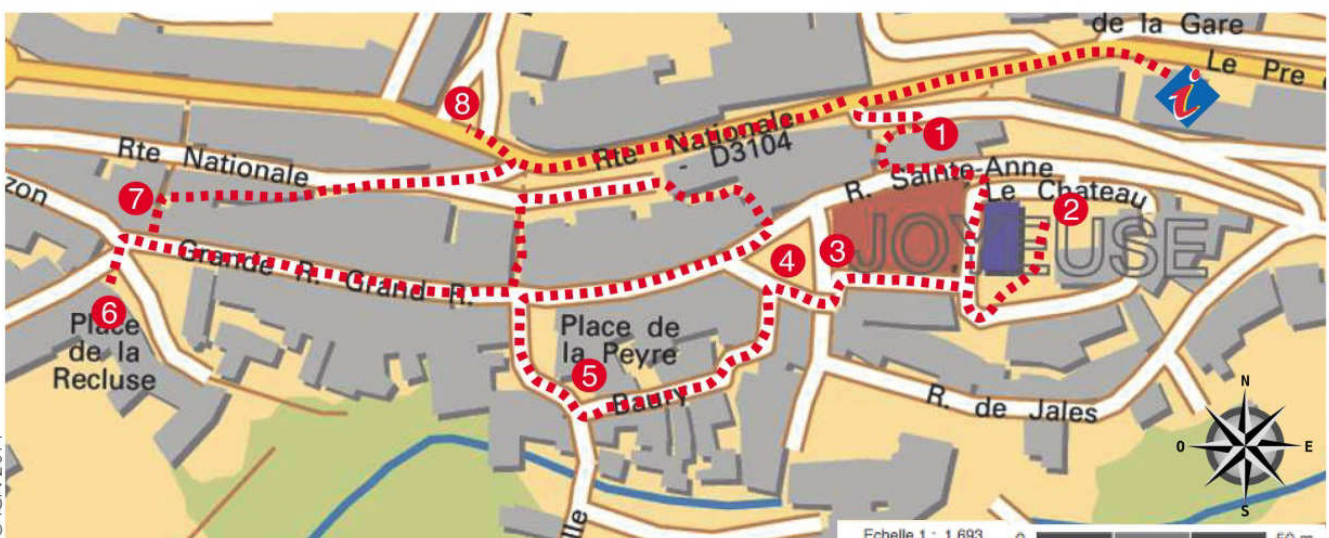 de la Gare
Le Pre
i
8
1
Rte Nationale
D3104
Rte Nationale
R. Sainte-Anne
Le Chateau
zon
7
2
JOYEUSE
3
4
Grande R. Grand R.
6
Place
de la
Recluse
Place de
la Peyre
5
Baury
R. de Jales
N
O
E
S
lle
Echelle 1 : 1 693
0
50 m